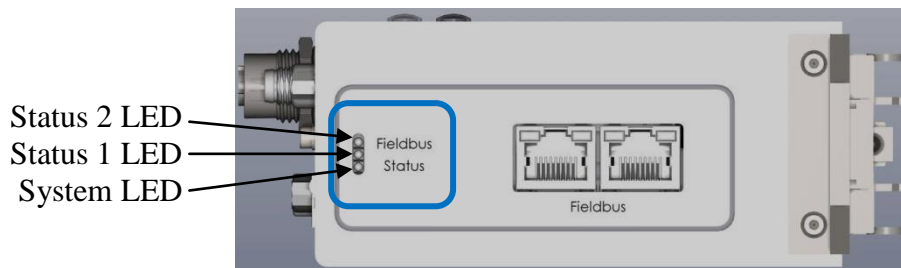 Status 2 LED
Status 1 LED
System LED
Fieldbus
Status
Fieldbus